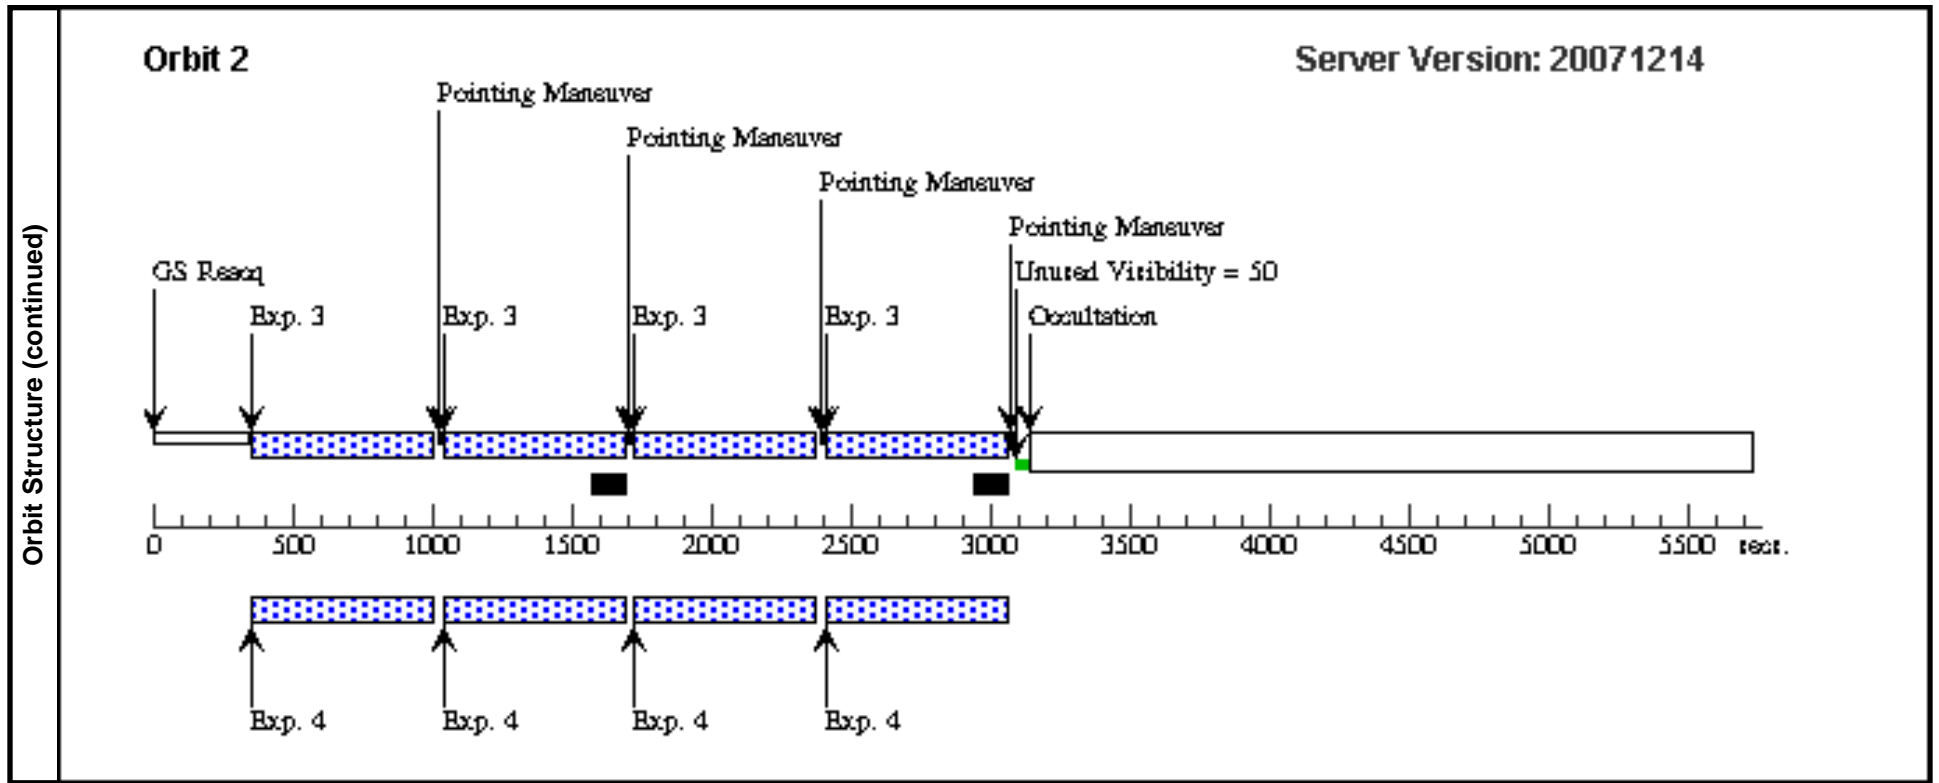 Orbit Structure (continued)
Orbit 2
Server Version: 20071214
Pointing Maneuver
Pointing Maneuver
Pointing Maneuver
Pointing Maneuver
GS Reacq
Unused Visibility = 50
Exp. 3
Exp. 3
Exp. 3
Exp. 3
Occultation
0 500 1000 1500 2000 2500 3000 3500 4000 4500 5000 5500 secs.
Exp. 4
Exp. 4
Exp. 4
Exp. 4